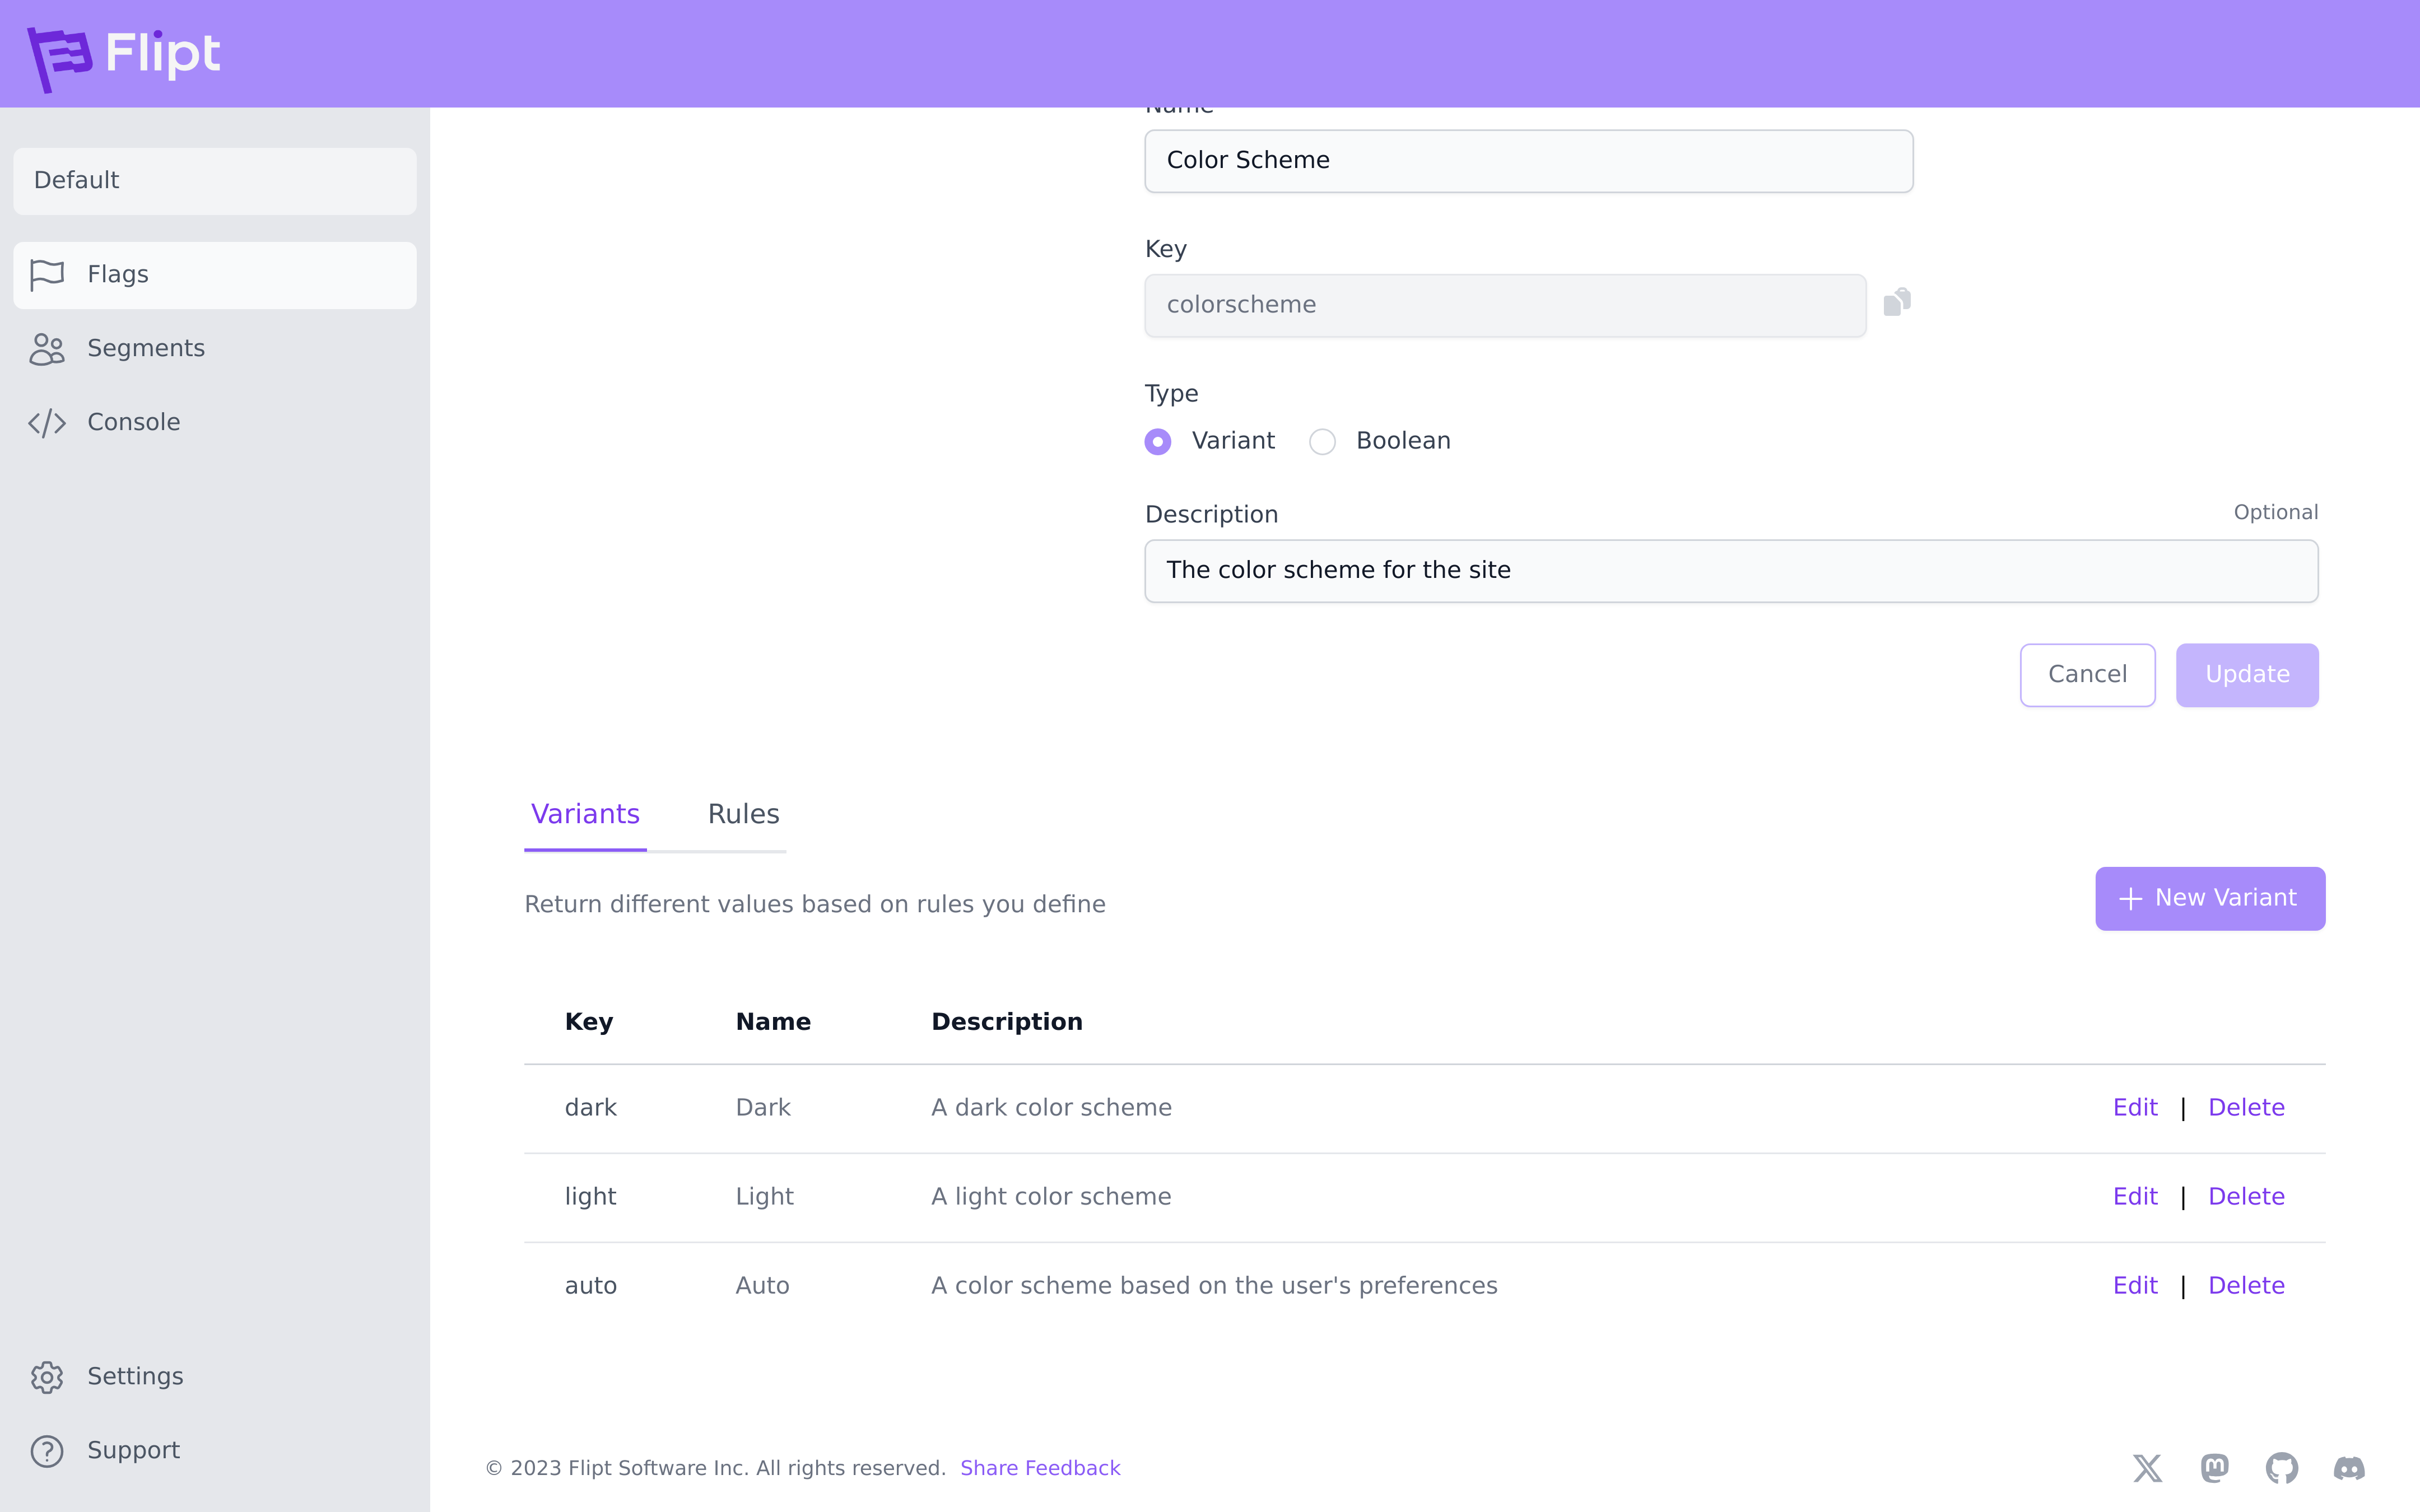 Flipt
Default
Flags
Segments
Console
Settings
Support
Name
Color Scheme
Key
colorscheme
Type
Variant Boolean
Description Optional
The color scheme for the site
Cancel Update
Variants Rules
Return different values based on rules you define
New Variant
Key Name Description
dark Dark A dark color scheme Edit | Delete
light Light A light color scheme Edit | Delete
auto Auto A color scheme based on the user's preferences Edit | Delete
© 2023 Flipt Software Inc. All rights reserved. Share Feedback